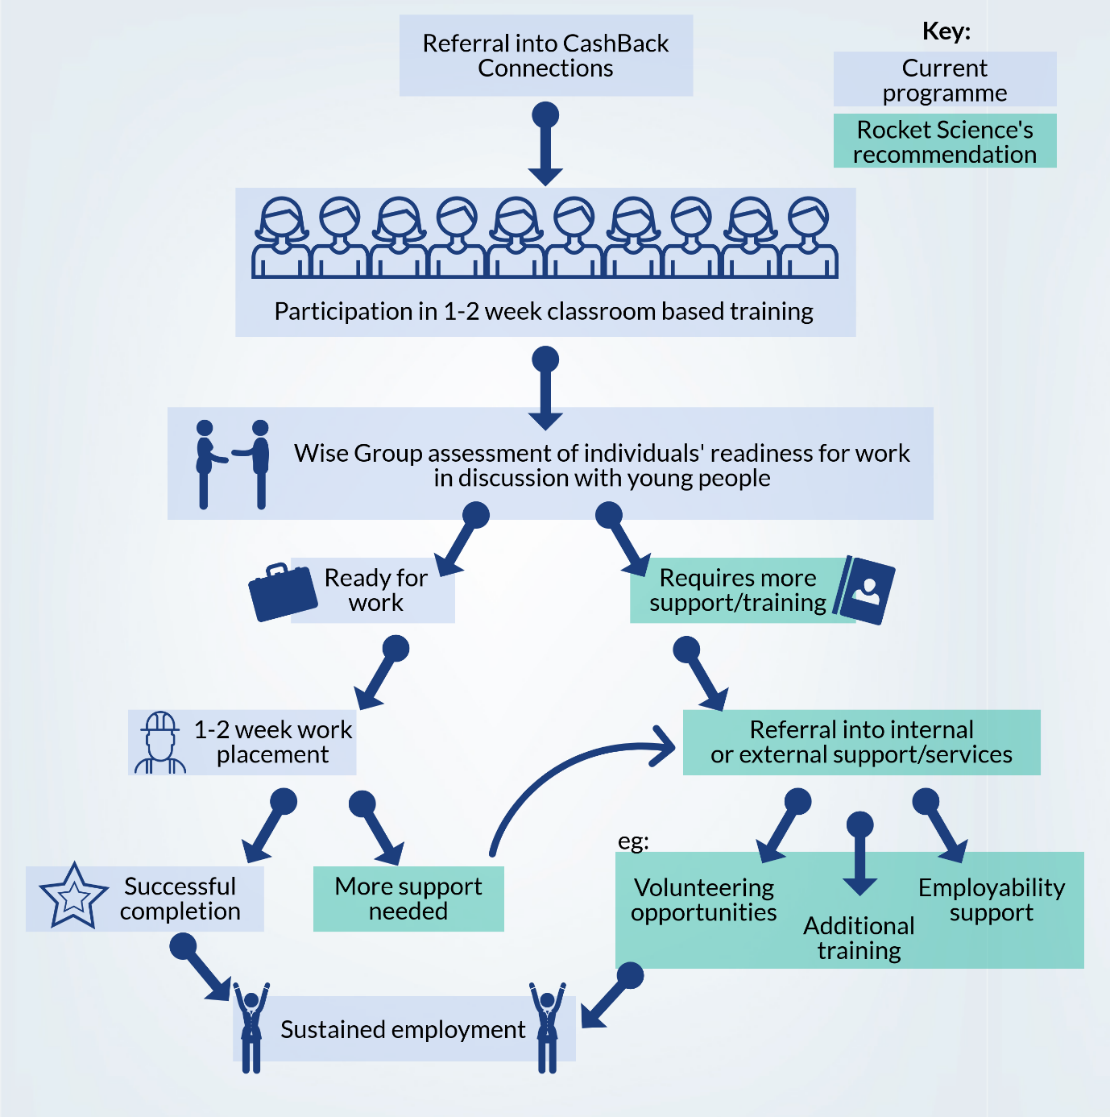 Referral into CashBack
Connections
Key:
Current
programme
Rocket Science's
recommendation
Participation in 1-2 week classroom based training
Wise Group assessment of individuals' readiness for work
in discussion with young people
Ready for
work
Requires more
support/training
1-2 week work
placement
Referral into internal
or external support/services
eg:
Successful
completion
More support
needed
Volunteering
opportunities
Additional
training
Employability
support
Sustained employment